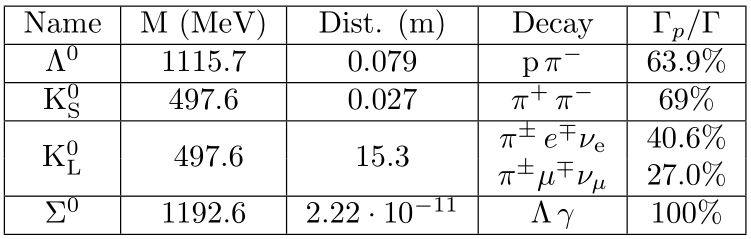 Name M (MeV) Dist. (m) Decay Γp/Γ
Λ⁰ 1115.7 0.079 p π⁻ 63.9%
K⁰S 497.6 0.027 π⁺ π⁻ 69%
K⁰L 497.6 15.3 π± e∓νe 40.6%
π±μ∓νμ 27.0%
Σ⁰ 1192.6 2.22 · 10⁻¹¹ Λ γ 100%